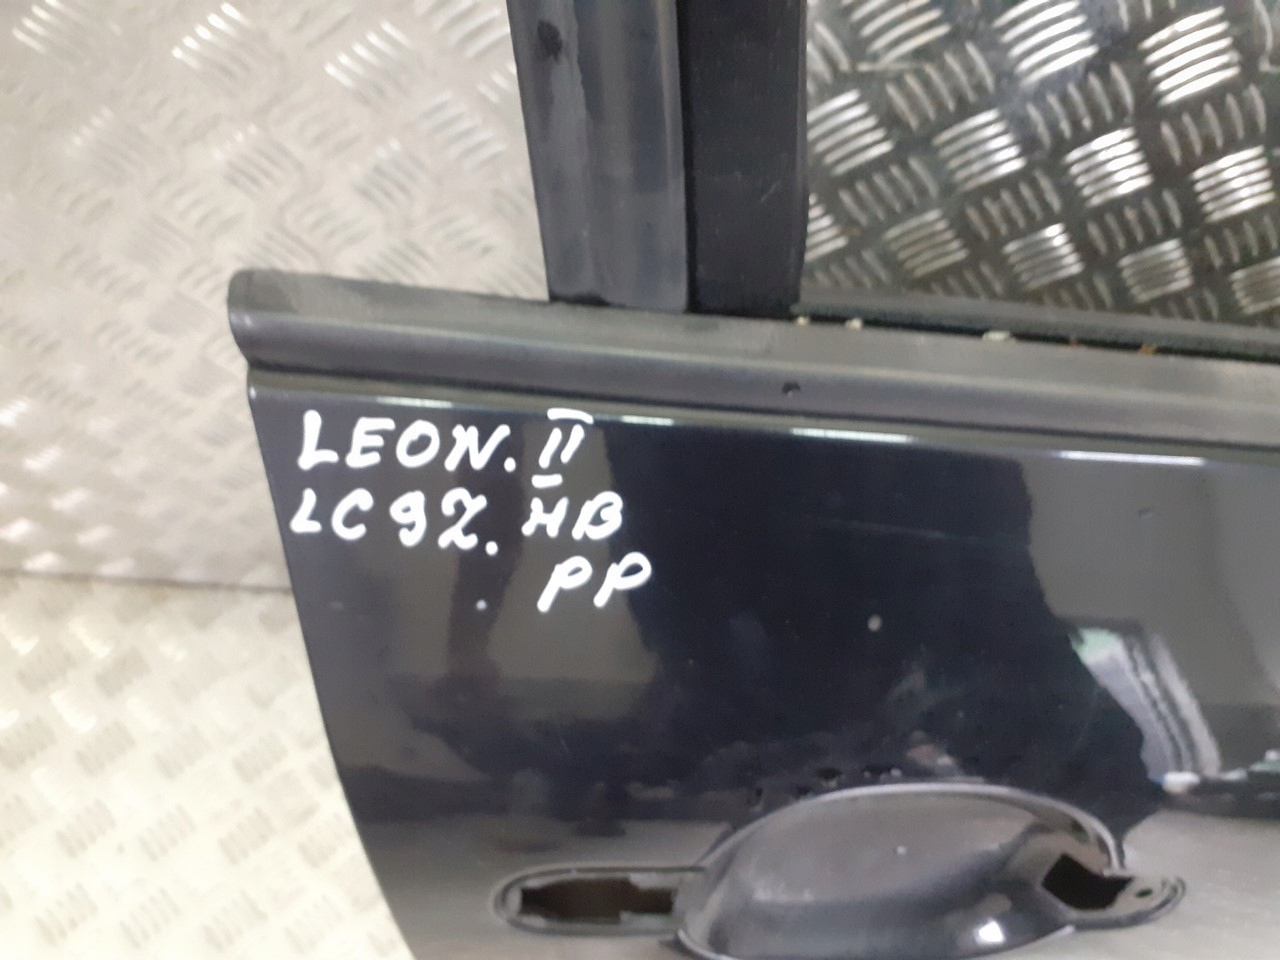 LEON. II
LC9Z. HB
PP